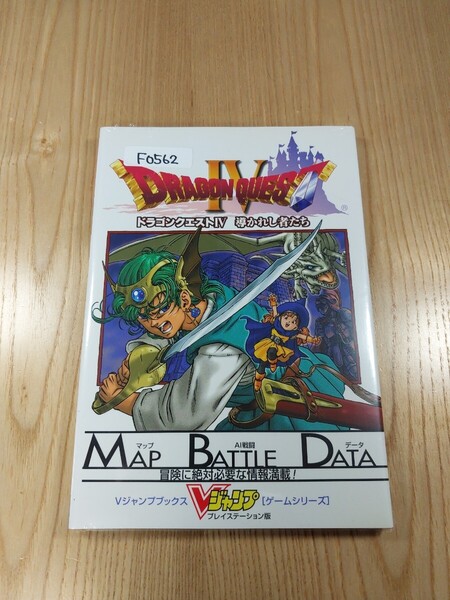 F0562
DRAGON QUEST
IV
®
ドラゴンクエストIV 導かれし者たち
マップ AI戦闘 データ
MAP BATTLE DATA
冒険に絶対必要な情報満載!
Vジャンプブックス Vジャンプ [ゲームシリーズ]
プレイステーション版